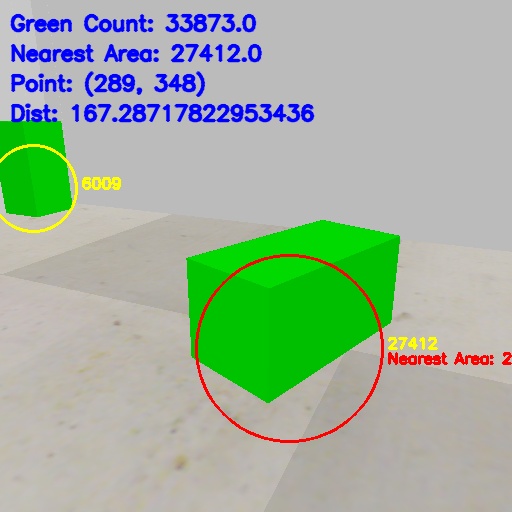 Green Count: 33873.0
Nearest Area: 27412.0
Point: (289, 348)
Dist: 167.28717822953436
6009
27412
Nearest Area: 2